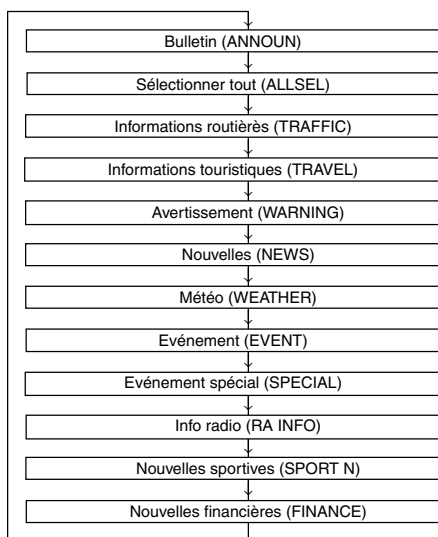 Bulletin (ANNOUN)
Sélectionner tout (ALLSEL)
Informations routièrès (TRAFFIC)
Informations touristiques (TRAVEL)
Avertissement (WARNING)
Nouvelles (NEWS)
Météo (WEATHER)
Evénement (EVENT)
Evénement spécial (SPECIAL)
Info radio (RA INFO)
Nouvelles sportives (SPORT N)
Nouvelles financières (FINANCE)